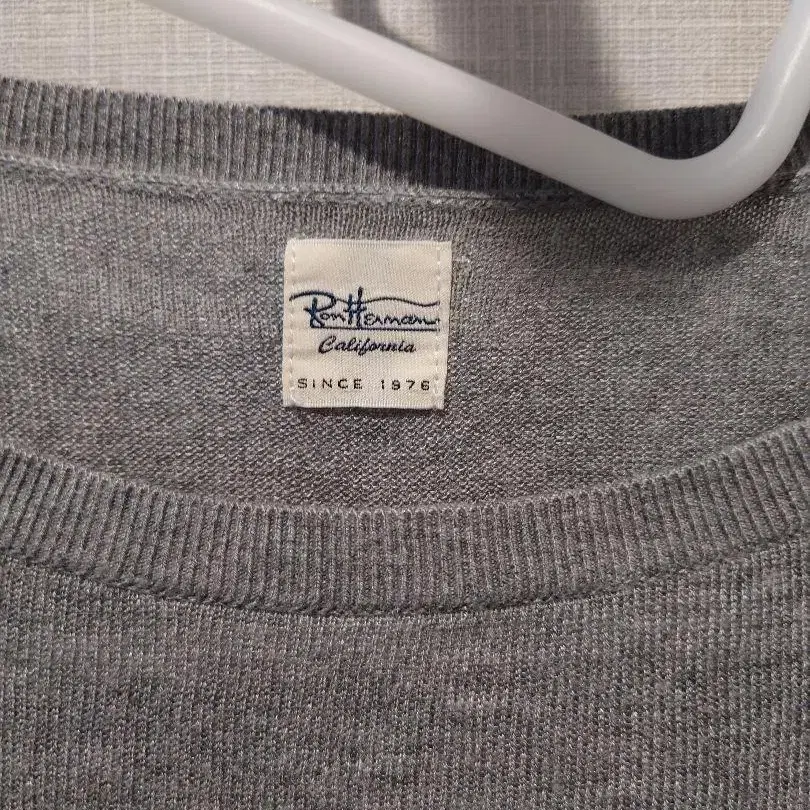 Ron Herman
California
SINCE 1976